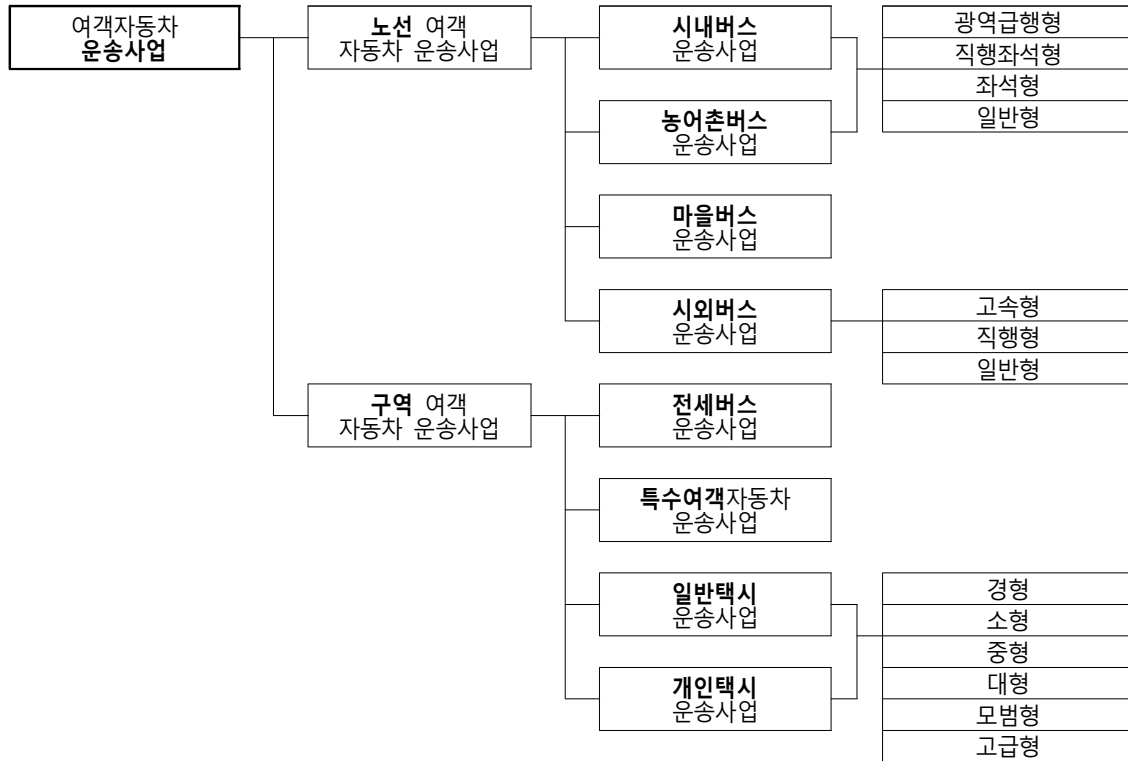 여객자동차
운송사업
노선 여객
자동차 운송사업
시내버스
운송사업
광역급행형
직행좌석형
좌석형
일반형
농어촌버스
운송사업
마을버스
운송사업
시외버스
운송사업
고속형
직행형
일반형
구역 여객
자동차 운송사업
전세버스
운송사업
특수여객자동차
운송사업
일반택시
운송사업
경형
소형
중형
대형
모범형
고급형
개인택시
운송사업